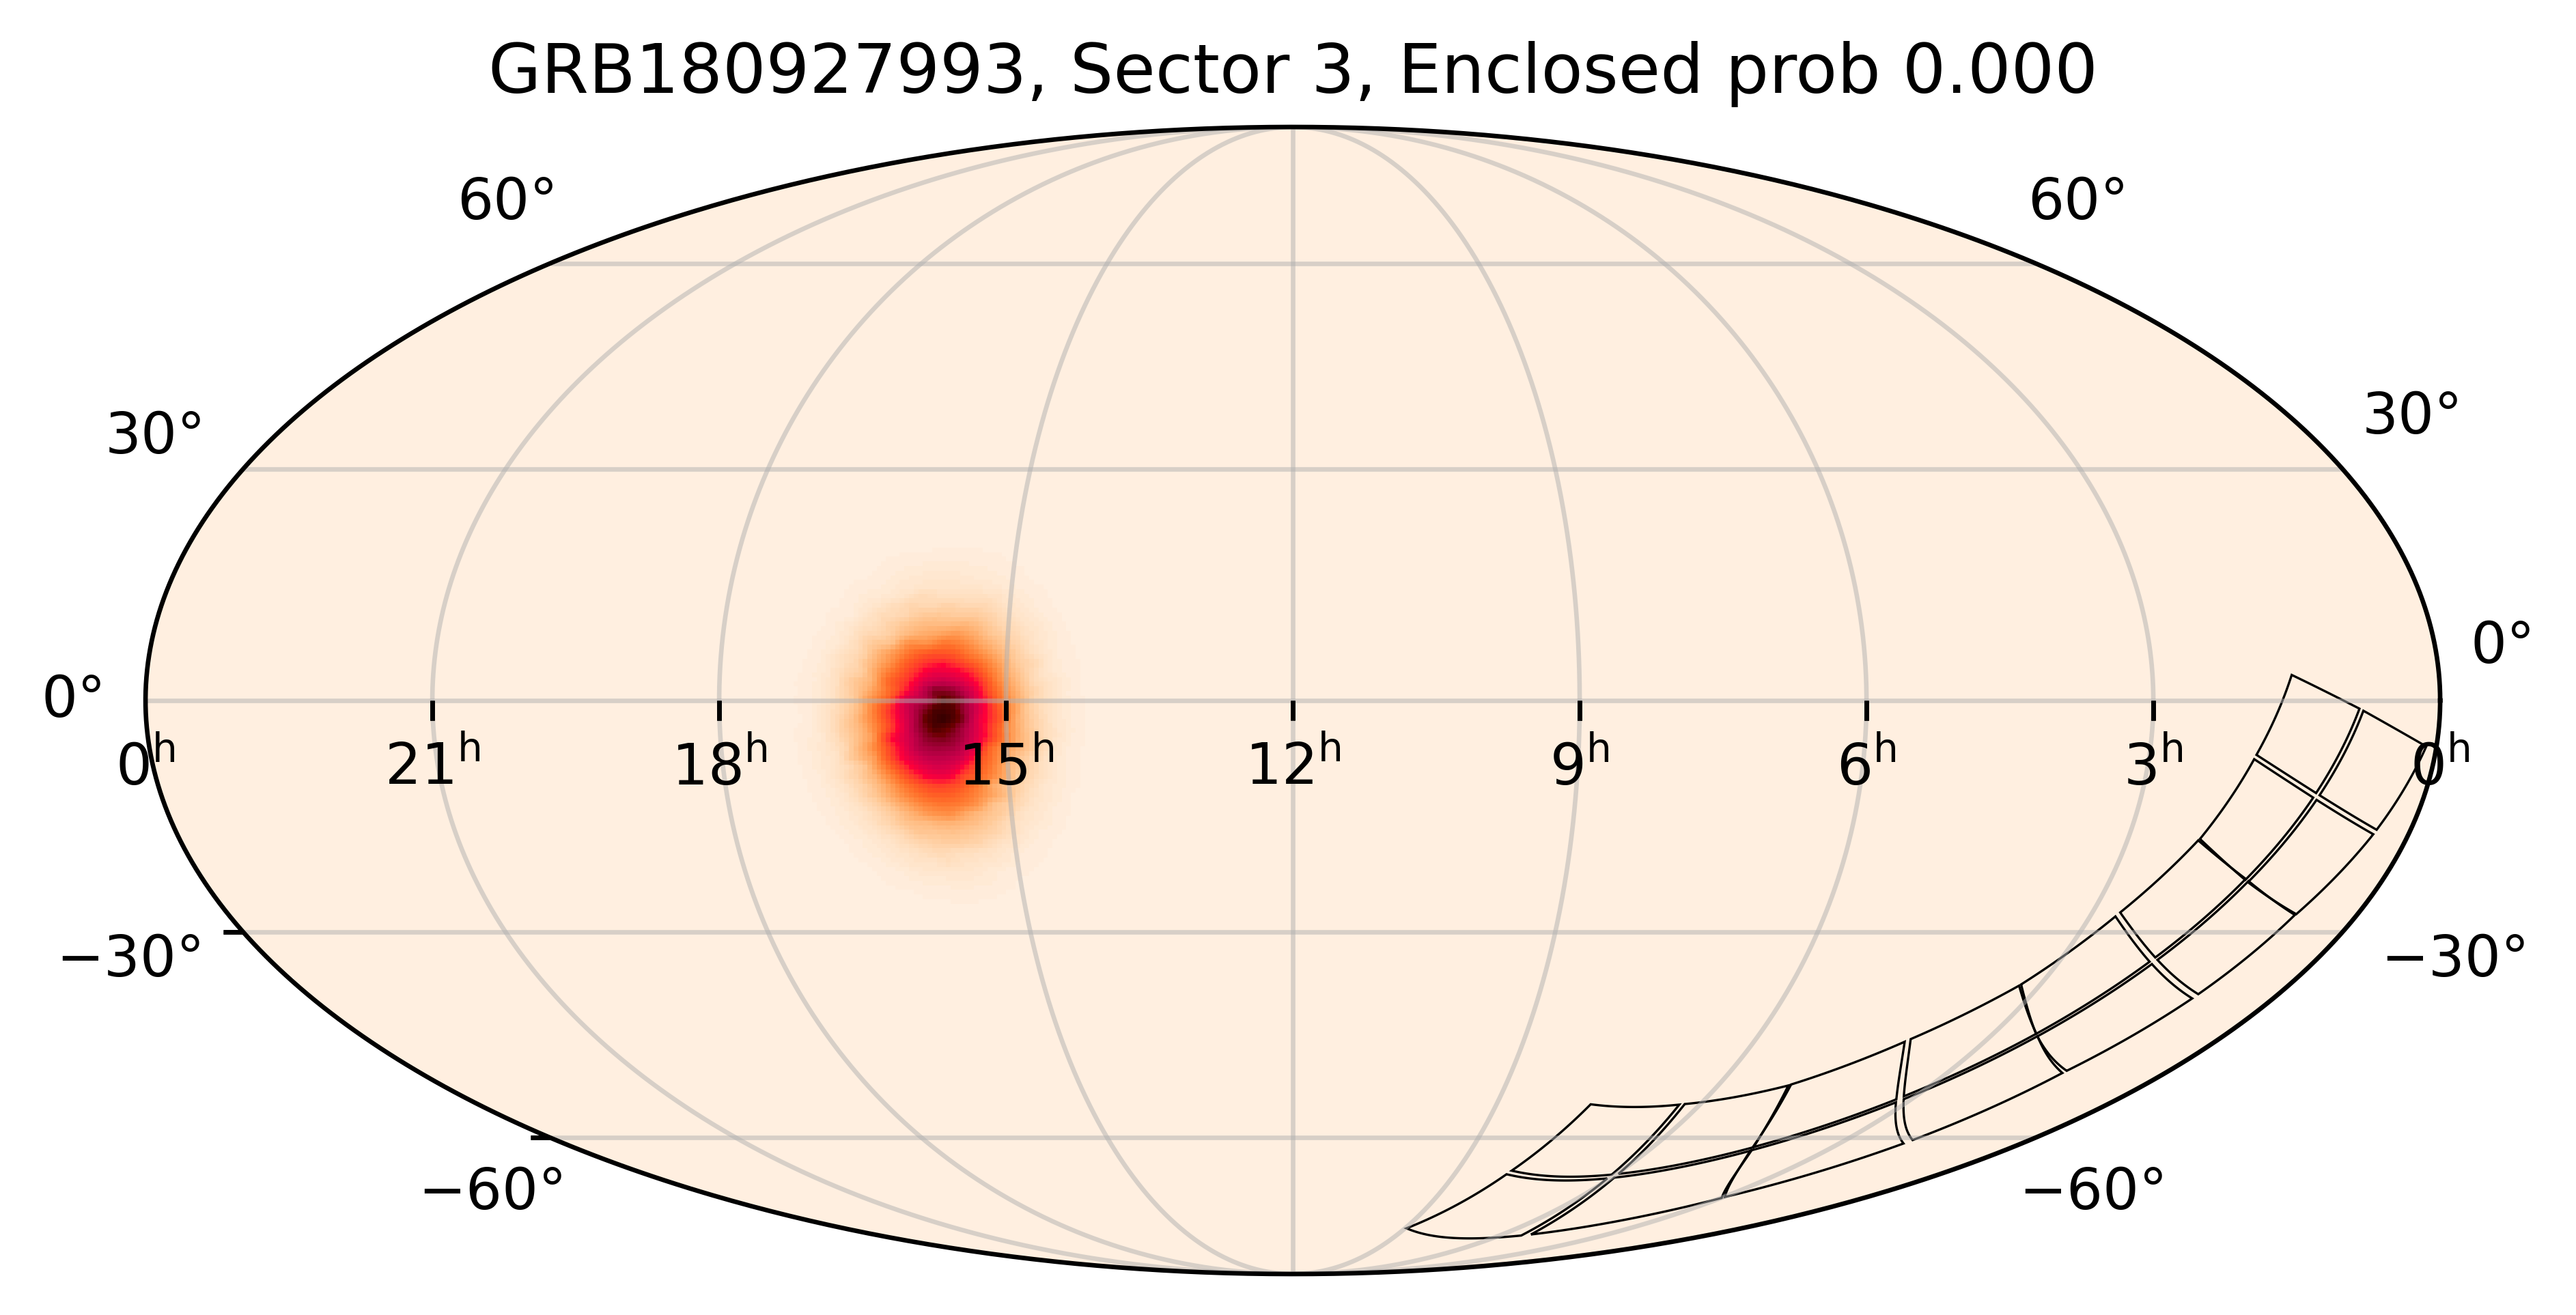 GRB180927993, Sector 3, Enclosed prob 0.000
60° 60°
30° 30°
0° 0°
0ʰ 21ʰ 18ʰ 15ʰ 12ʰ 9ʰ 6ʰ 3ʰ 0ʰ
−30° −30°
−60° −60°